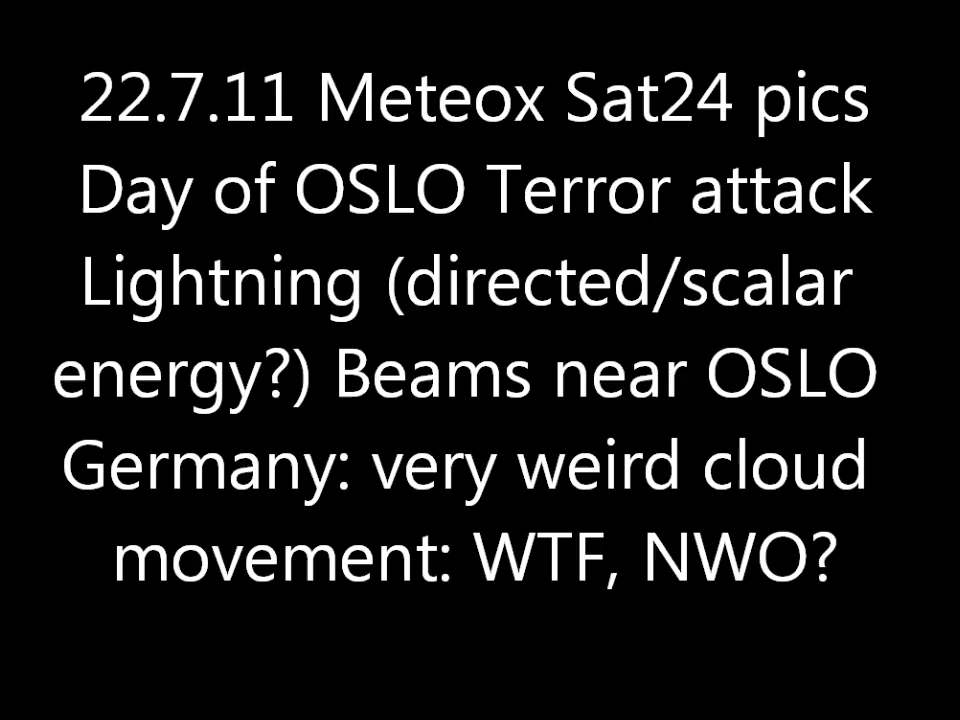 22.7.11 Meteox Sat24 pics
Day of OSLO Terror attack
Lightning (directed/scalar
energy?) Beams near OSLO
Germany: very weird cloud
movement: WTF, NWO?